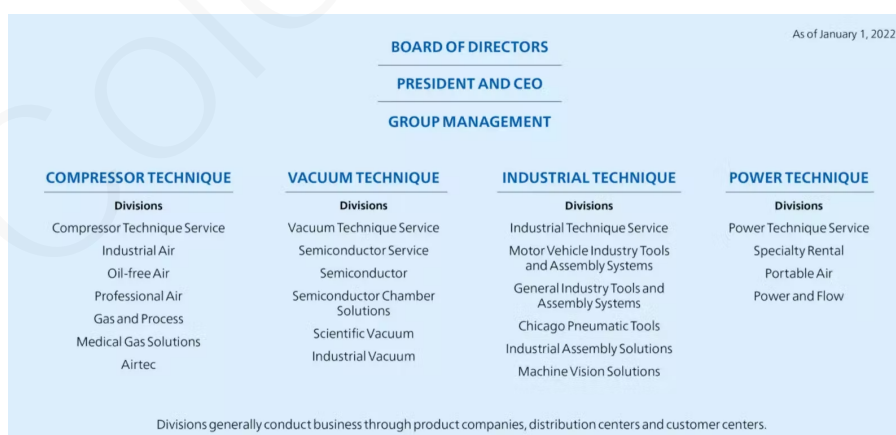 As of January 1, 2022
BOARD OF DIRECTORS
PRESIDENT AND CEO
GROUP MANAGEMENT
COMPRESSOR TECHNIQUE
Divisions
Compressor Technique Service
Industrial Air
Oil-free Air
Professional Air
Gas and Process
Medical Gas Solutions
Airtec
VACUUM TECHNIQUE
Divisions
Vacuum Technique Service
Semiconductor Service
Semiconductor
Semiconductor Chamber
Solutions
Scientific Vacuum
Industrial Vacuum
INDUSTRIAL TECHNIQUE
Divisions
Industrial Technique Service
Motor Vehicle Industry Tools
and Assembly Systems
General Industry Tools and
Assembly Systems
Chicago Pneumatic Tools
Industrial Assembly Solutions
Machine Vision Solutions
POWER TECHNIQUE
Divisions
Power Technique Service
Specialty Rental
Portable Air
Power and Flow
Divisions generally conduct business through product companies, distribution centers and customer centers.